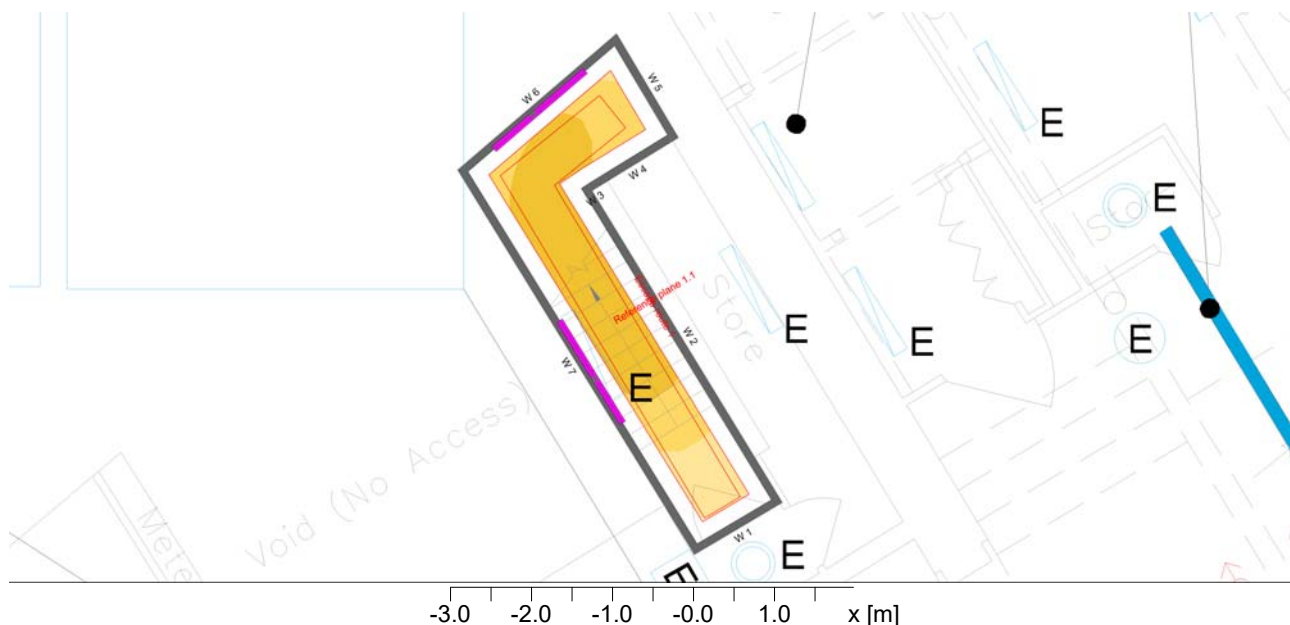 W 6
W 5
E
W 4
E
W 3
Store
Reference plane 1.1
Store
E
W 2
E
E
W 7
E
Void (No Access)
W 1
E
E
-3.0 -2.0 -1.0 -0.0 1.0 x [m]